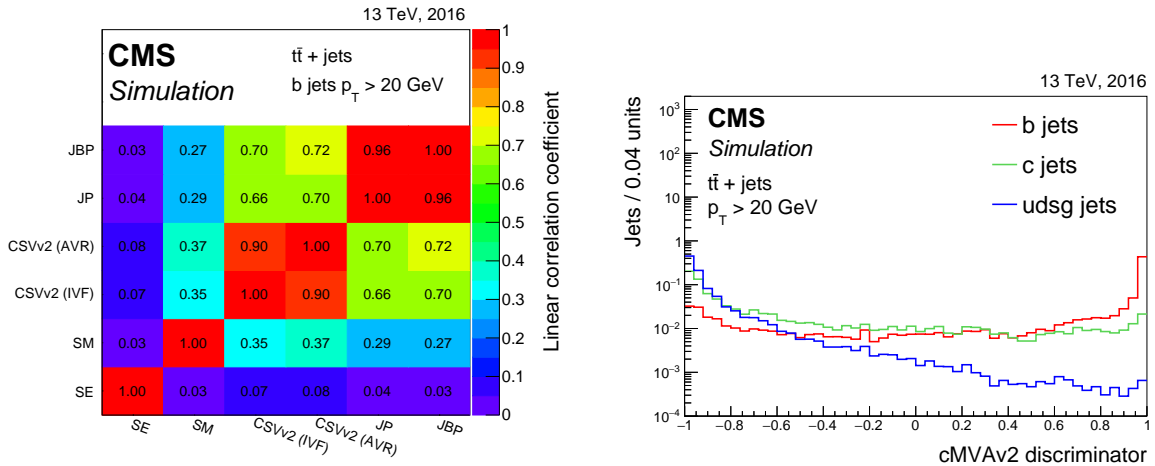 13 TeV, 2016
CMS
Simulation
tt̄ + jets
b jets p_T > 20 GeV
JBP 0.03 0.27 0.70 0.72 0.96 1.00
JP 0.04 0.29 0.66 0.70 1.00 0.96
CSVv2 (AVR) 0.08 0.37 0.90 1.00 0.70 0.72
CSVv2 (IVF) 0.07 0.35 1.00 0.90 0.66 0.70
SM 0.03 1.00 0.35 0.37 0.29 0.27
SE 1.00 0.03 0.07 0.08 0.04 0.03
SE SM CSVv2 (IVF) CSVv2 (AVR) JP JBP
1
0.9
0.8
0.7
0.6
0.5
0.4
0.3
0.2
0.1
0
Linear correlation coefficient
13 TeV, 2016
CMS
Simulation
tt̄ + jets
p_T > 20 GeV
b jets
c jets
udsg jets
Jets / 0.04 units
10³
10²
10
1
10⁻¹
10⁻²
10⁻³
10⁻⁴
−1 −0.8 −0.6 −0.4 −0.2 0 0.2 0.4 0.6 0.8 1
cMVAv2 discriminator